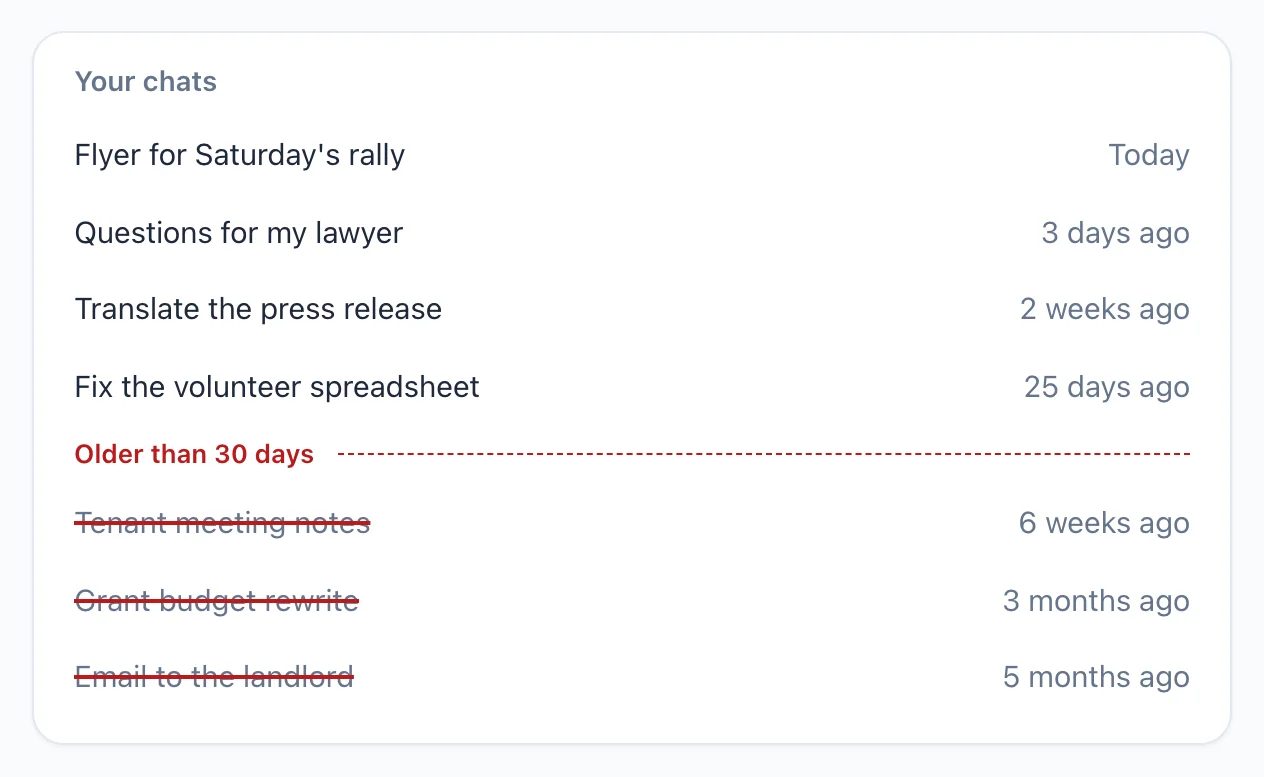 Your chats
Flyer for Saturday's rally Today
Questions for my lawyer 3 days ago
Translate the press release 2 weeks ago
Fix the volunteer spreadsheet 25 days ago
Older than 30 days
Tenant meeting notes 6 weeks ago
Grant budget rewrite 3 months ago
Email to the landlord 5 months ago